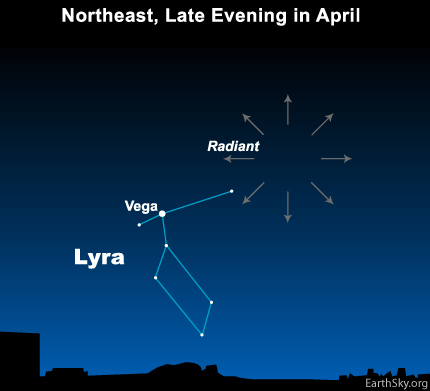 Northeast, Late Evening in April
Radiant
Vega
Lyra
EarthSky.org